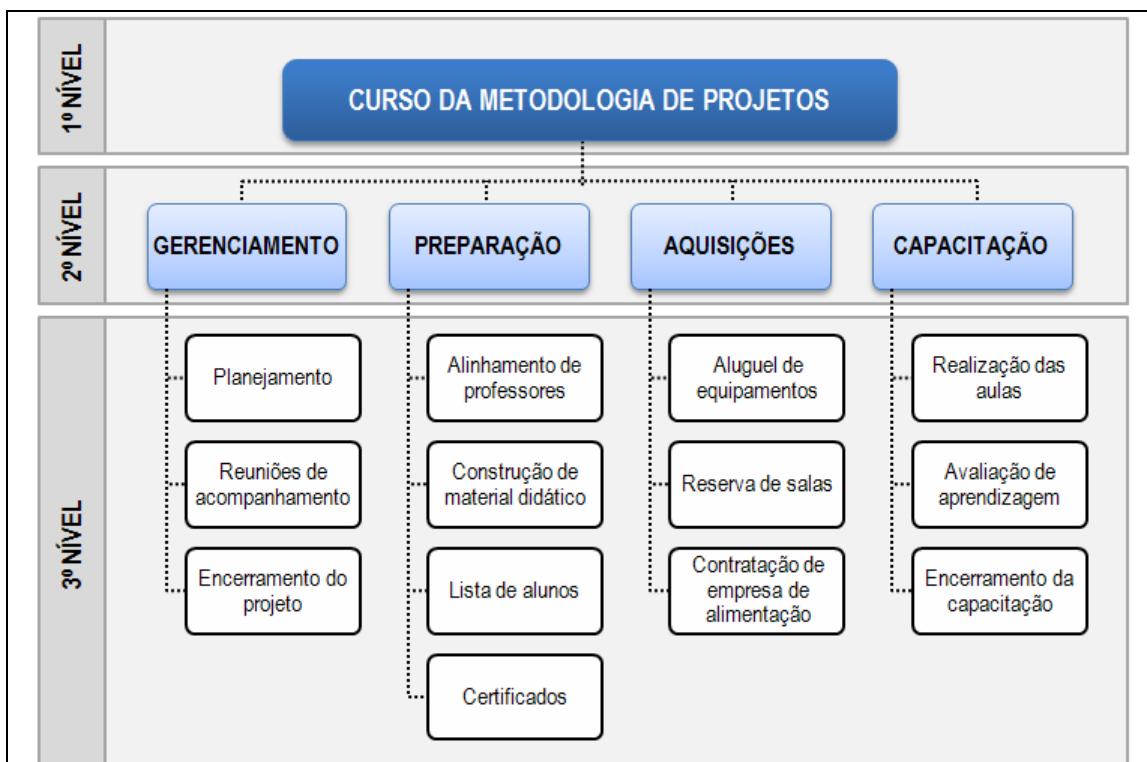 1º NÍVEL
CURSO DA METODOLOGIA DE PROJETOS
2º NÍVEL
GERENCIAMENTO
PREPARAÇÃO
AQUISIÇÕES
CAPACITAÇÃO
3º NÍVEL
Planejamento
Reuniões de
acompanhamento
Encerramento do
projeto
Alinhamento de
professores
Construção de
material didático
Lista de alunos
Certificados
Aluguel de
equipamentos
Reserva de salas
Contratação de
empresa de
alimentação
Realização das
aulas
Avaliação de
aprendizagem
Encerramento da
capacitação